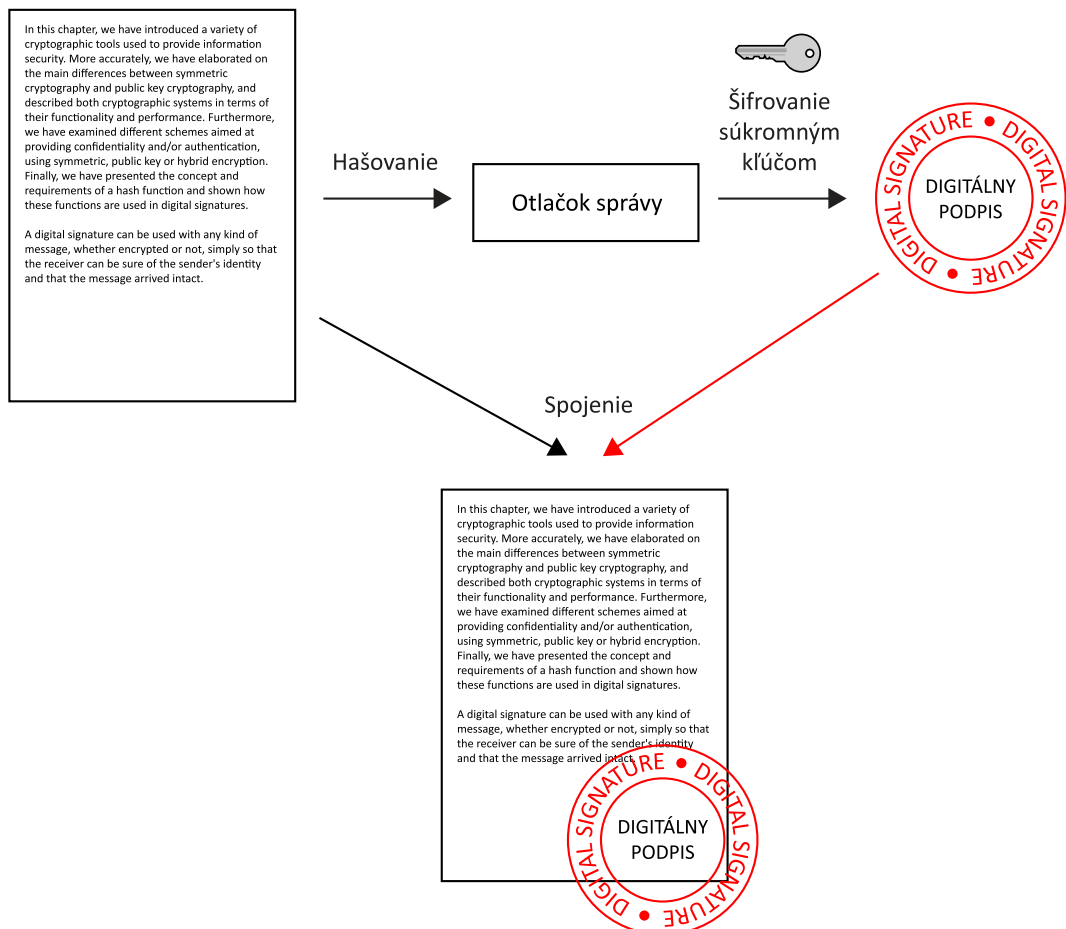 In this chapter, we have introduced a variety of
cryptographic tools used to provide information
security. More accurately, we have elaborated on
the main differences between symmetric
cryptography and public key cryptography, and
described both cryptographic systems in terms of
their functionality and performance. Furthermore,
we have examined different schemes aimed at
providing confidentiality and/or authentication,
using symmetric, public key or hybrid encryption.
Finally, we have presented the concept and
requirements of a hash function and shown how
these functions are used in digital signatures.
A digital signature can be used with any kind of
message, whether encrypted or not, simply so that
the receiver can be sure of the sender's identity
and that the message arrived intact.
Hašovanie
Otlačok správy
Šifrovanie
súkromným
kľúčom
DIGITAL SIGNATURE • DIGITAL SIGNATURE •
DIGITÁLNY
PODPIS
Spojenie
In this chapter, we have introduced a variety of
cryptographic tools used to provide information
security. More accurately, we have elaborated on
the main differences between symmetric
cryptography and public key cryptography, and
described both cryptographic systems in terms of
their functionality and performance. Furthermore,
we have examined different schemes aimed at
providing confidentiality and/or authentication,
using symmetric, public key or hybrid encryption.
Finally, we have presented the concept and
requirements of a hash function and shown how
these functions are used in digital signatures.
A digital signature can be used with any kind of
message, whether encrypted or not, simply so that
the receiver can be sure of the sender's identity
and that the message arrived intact.
DIGITAL SIGNATURE • DIGITAL SIGNATURE •
DIGITÁLNY
PODPIS